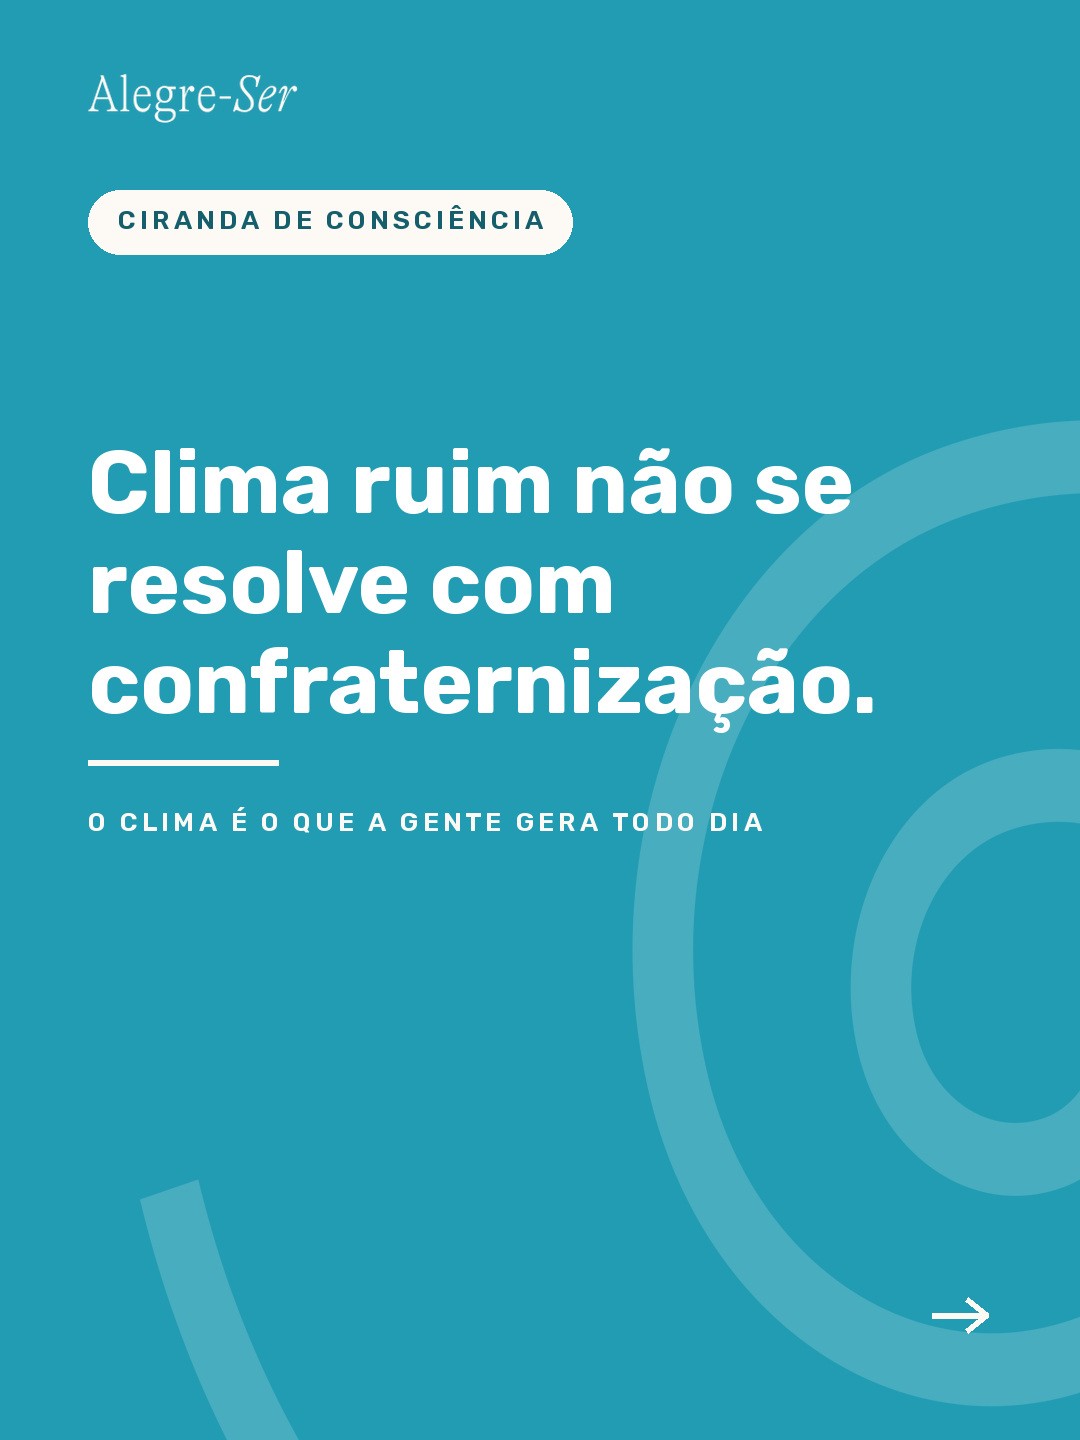 Alegre-Ser
CIRANDA DE CONSCIÊNCIA
Clima ruim não se
resolve com
confraternização.
O CLIMA É O QUE A GENTE GERA TODO DIA